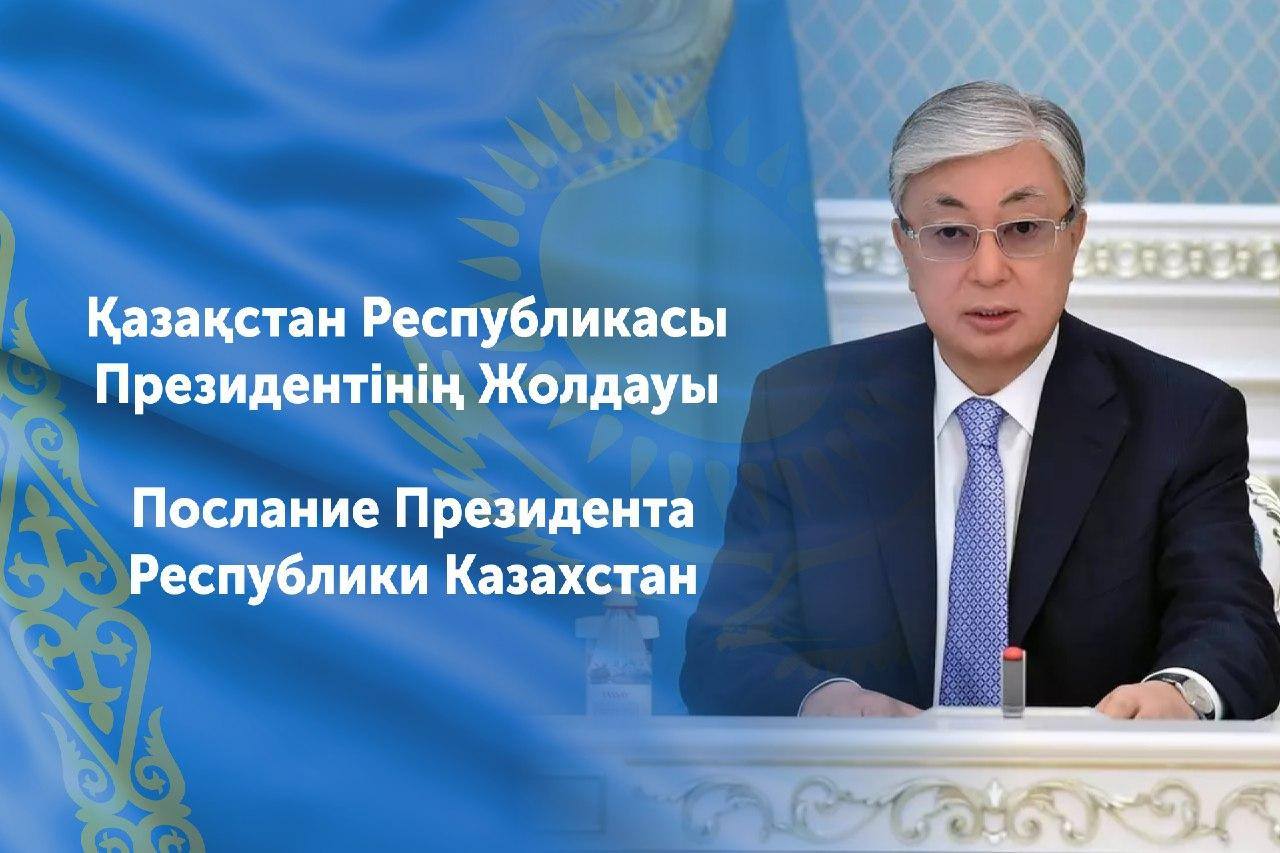 Қазақстан Республикасы
Президентінің Жолдауы
Послание Президента
Республики Казахстан